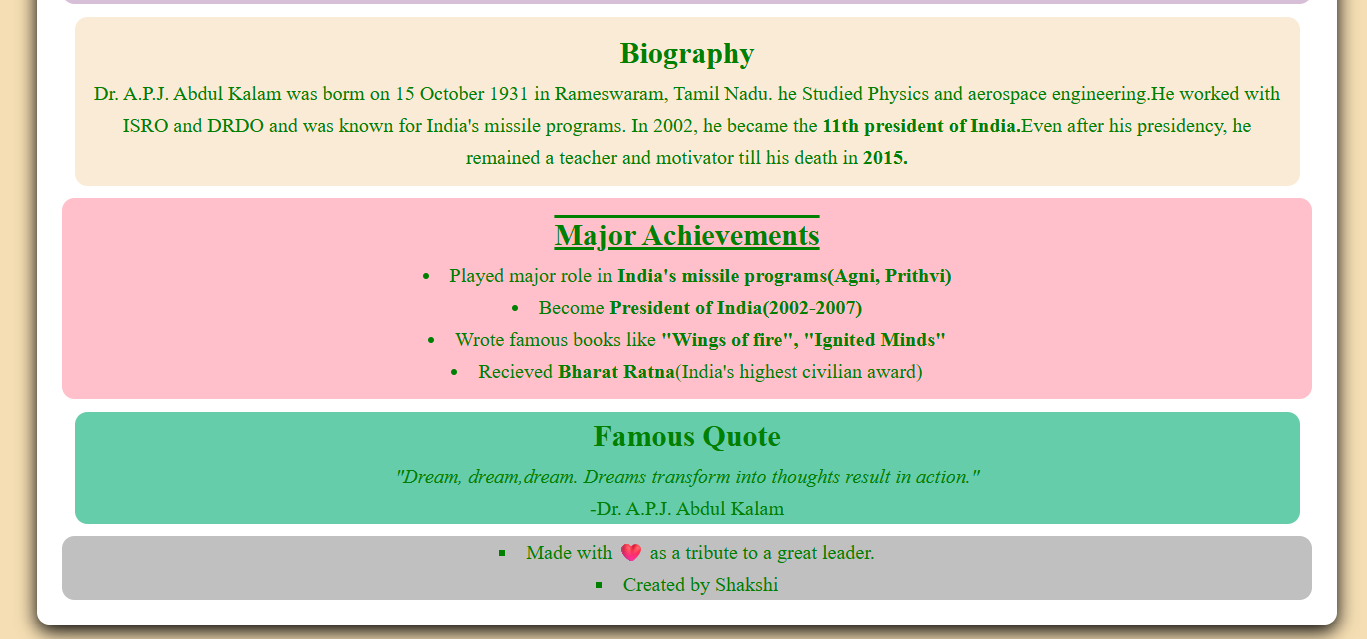 Biography
Dr. A.P.J. Abdul Kalam was borm on 15 October 1931 in Rameswaram, Tamil Nadu. he Studied Physics and aerospace engineering.He worked with
ISRO and DRDO and was known for India's missile programs. In 2002, he became the 11th president of India.Even after his presidency, he
remained a teacher and motivator till his death in 2015.
Major Achievements
• Played major role in India's missile programs(Agni, Prithvi)
• Become President of India(2002-2007)
• Wrote famous books like "Wings of fire", "Ignited Minds"
• Recieved Bharat Ratna(India's highest civilian award)
Famous Quote
"Dream, dream,dream. Dreams transform into thoughts result in action."
-Dr. A.P.J. Abdul Kalam
▪ Made with ❤ as a tribute to a great leader.
▪ Created by Shakshi